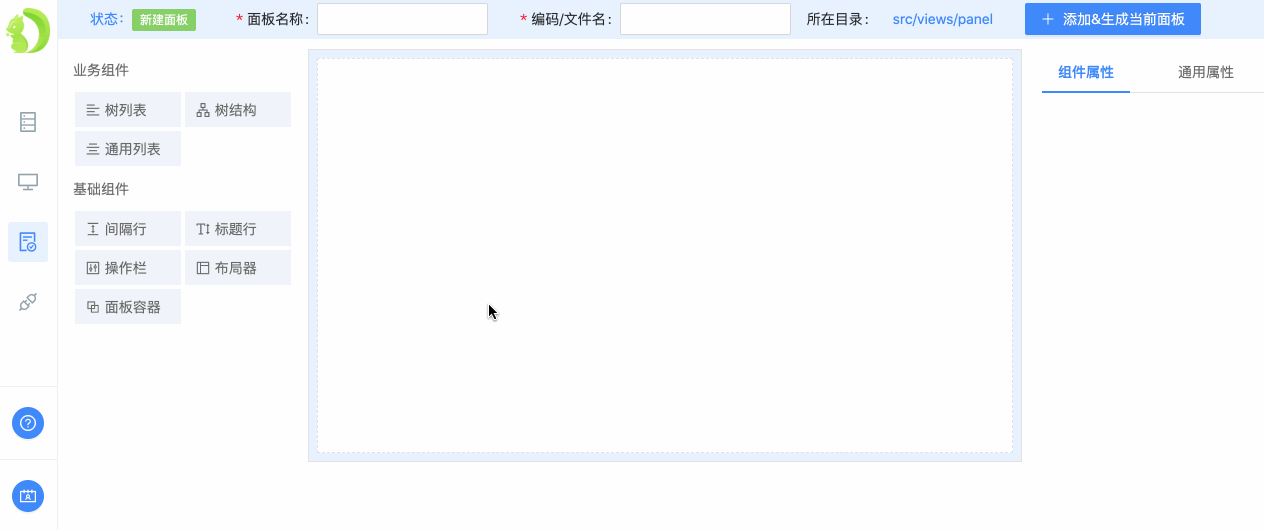 状态： 新建面板 * 面板名称： * 编码/文件名： 所在目录： src/views/panel 添加&生成当前面板
业务组件
树列表 树结构
通用列表
基础组件
间隔行 标题行
操作栏 布局器
面板容器
组件属性 通用属性